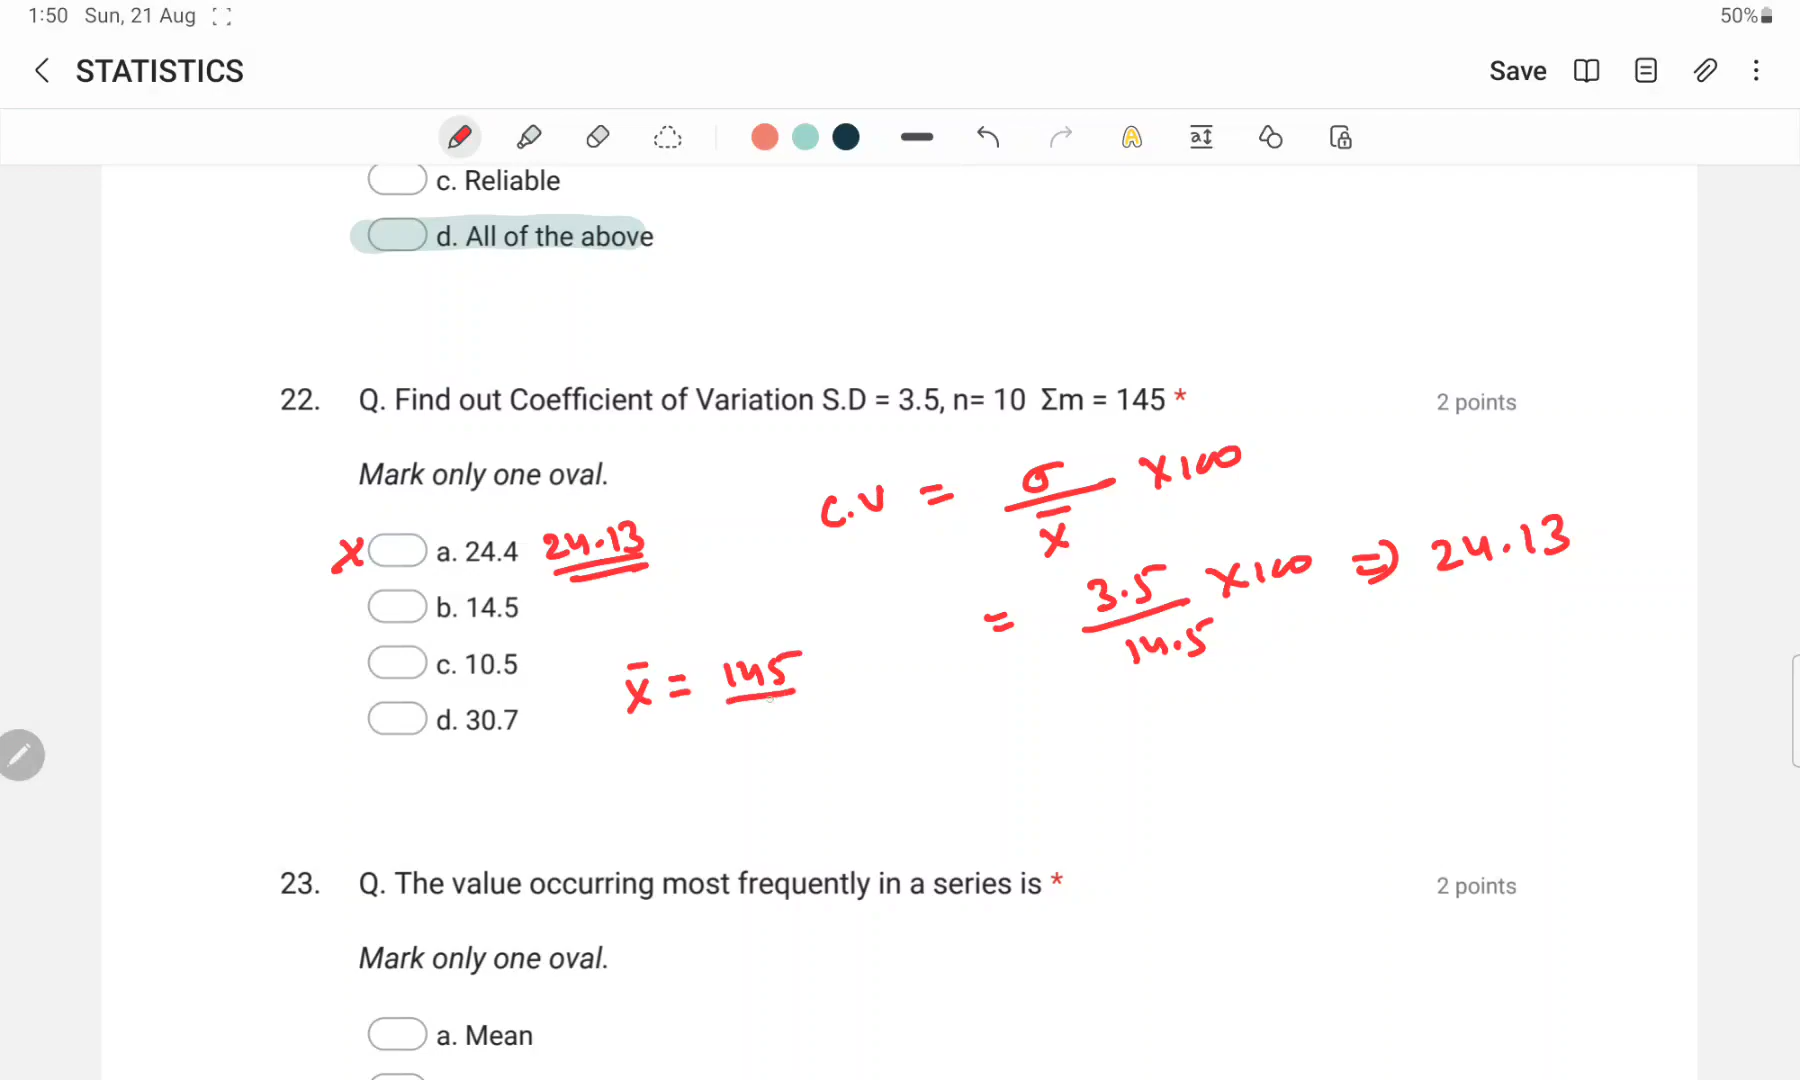 1:50 Sun, 21 Aug
50%
STATISTICS
Save
c. Reliable
d. All of the above
22. Q. Find out Coefficient of Variation S.D = 3.5, n= 10 Σm = 145 *
2 points
Mark only one oval.
C.V = σ / x̄ ×100
x a. 24.4 24.13
= 3.5 / 14.5 ×100 ⇒ 24.13
b. 14.5
c. 10.5
x̄ = 145
d. 30.7
23. Q. The value occurring most frequently in a series is *
2 points
Mark only one oval.
a. Mean